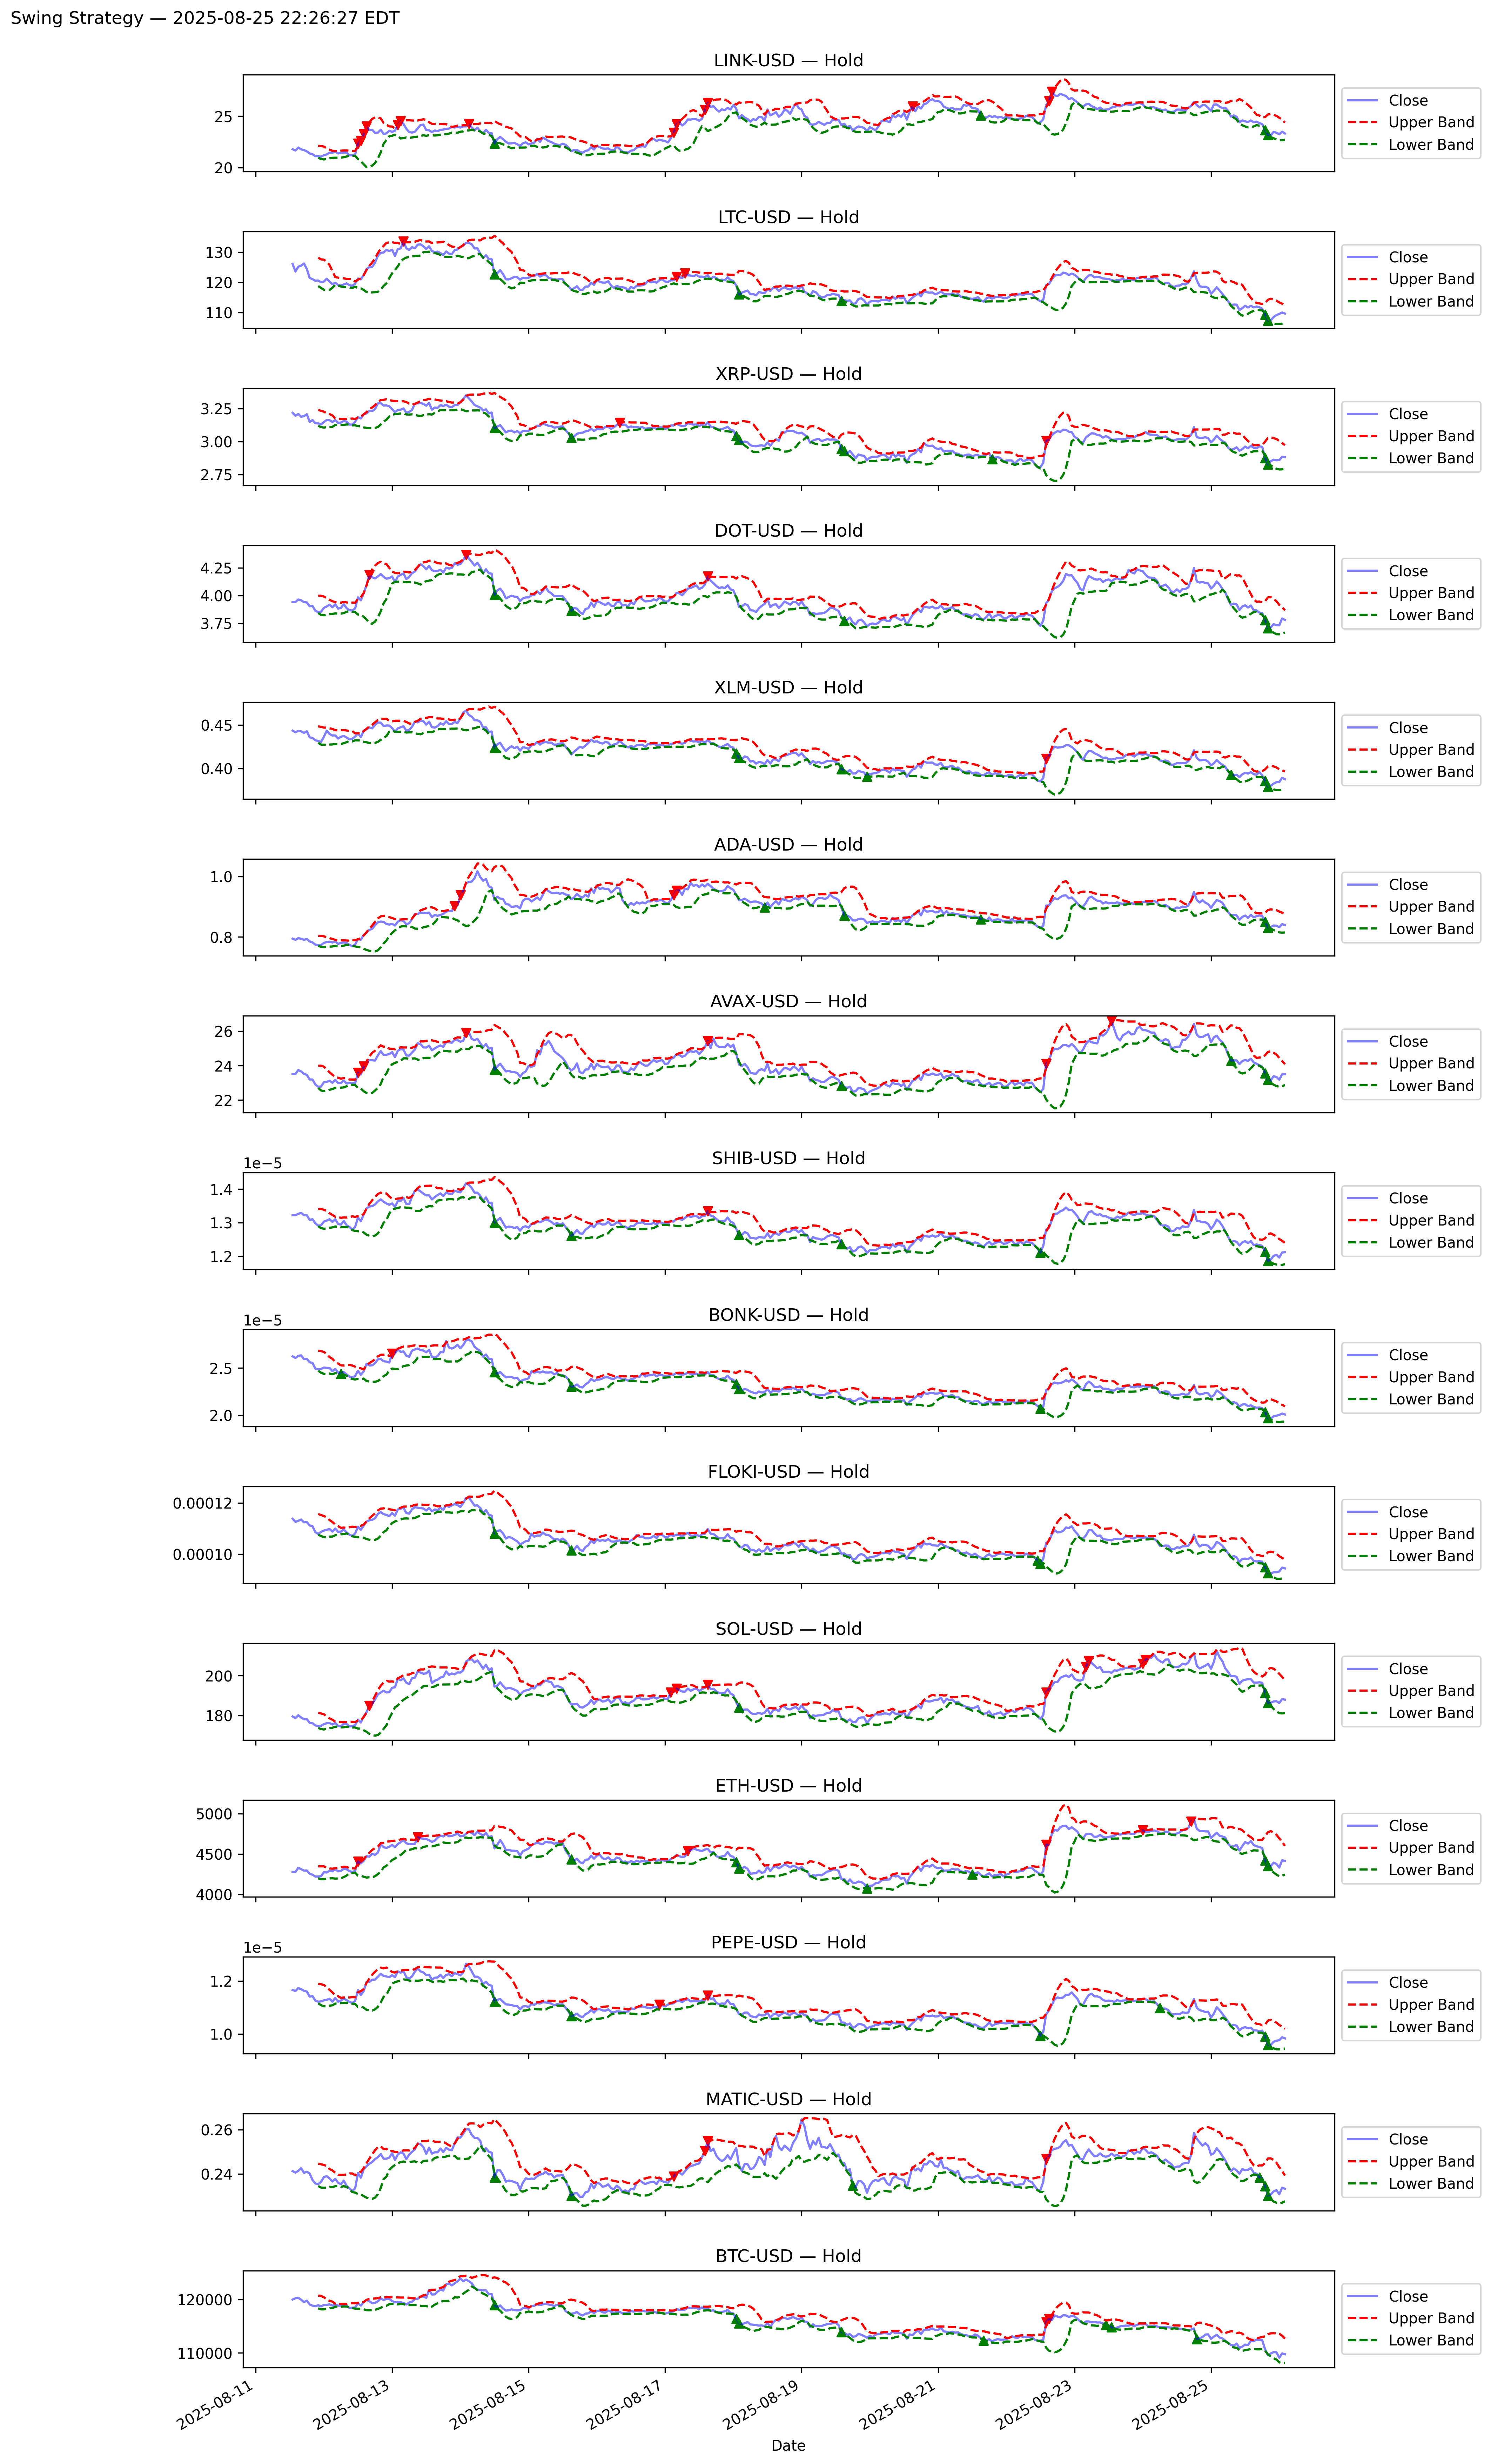 Swing Strategy — 2025-08-25 22:26:27 EDT
LINK-USD — Hold
25
20
Close
Upper Band
Lower Band
LTC-USD — Hold
130
120
110
Close
Upper Band
Lower Band
XRP-USD — Hold
3.25
3.00
2.75
Close
Upper Band
Lower Band
DOT-USD — Hold
4.25
4.00
3.75
Close
Upper Band
Lower Band
XLM-USD — Hold
0.45
0.40
Close
Upper Band
Lower Band
ADA-USD — Hold
1.0
0.8
Close
Upper Band
Lower Band
AVAX-USD — Hold
26
24
22
Close
Upper Band
Lower Band
SHIB-USD — Hold
1e−5
1.4
1.3
1.2
Close
Upper Band
Lower Band
BONK-USD — Hold
1e−5
2.5
2.0
Close
Upper Band
Lower Band
FLOKI-USD — Hold
0.00012
0.00010
Close
Upper Band
Lower Band
SOL-USD — Hold
200
180
Close
Upper Band
Lower Band
ETH-USD — Hold
5000
4500
4000
Close
Upper Band
Lower Band
PEPE-USD — Hold
1e−5
1.2
1.0
Close
Upper Band
Lower Band
MATIC-USD — Hold
0.26
0.24
Close
Upper Band
Lower Band
BTC-USD — Hold
120000
110000
Close
Upper Band
Lower Band
2025-08-11
2025-08-13
2025-08-15
2025-08-17
2025-08-19
2025-08-21
2025-08-23
2025-08-25
Date